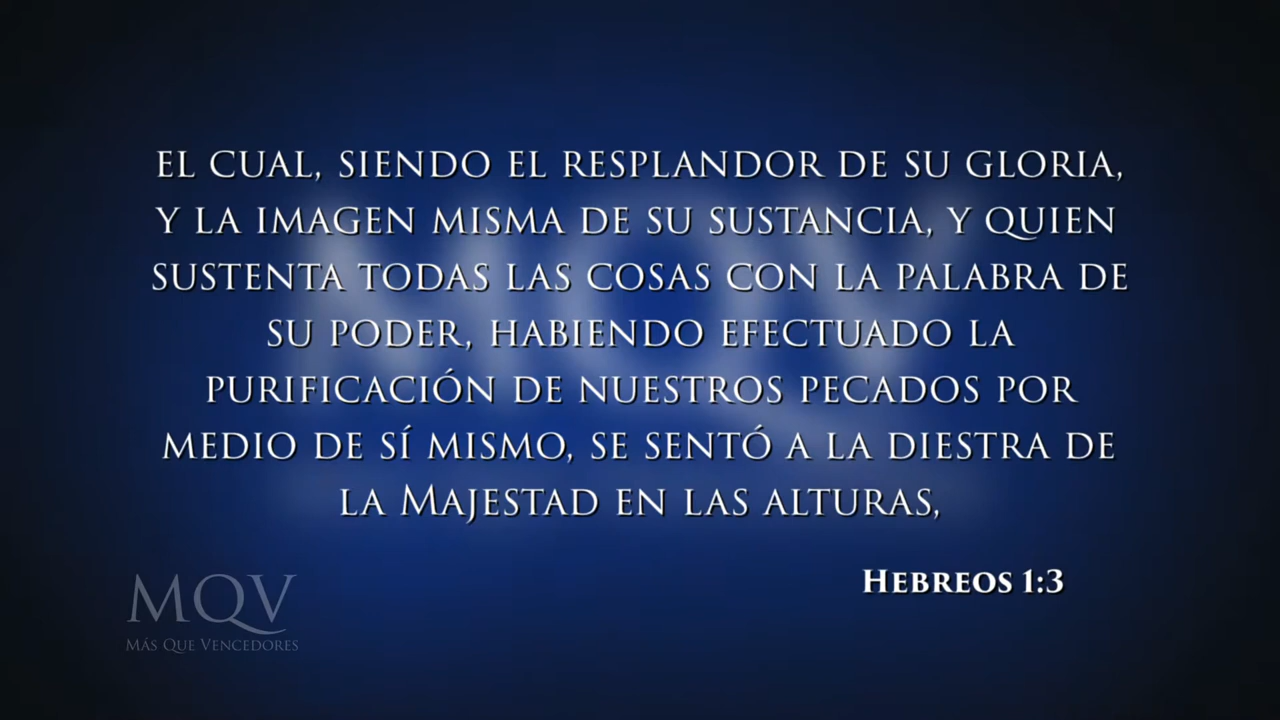 EL CUAL, SIENDO EL RESPLANDOR DE SU GLORIA,
Y LA IMAGEN MISMA DE SU SUSTANCIA, Y QUIEN
SUSTENTA TODAS LAS COSAS CON LA PALABRA DE
SU PODER, HABIENDO EFECTUADO LA
PURIFICACIÓN DE NUESTROS PECADOS POR
MEDIO DE SÍ MISMO, SE SENTÓ A LA DIESTRA DE
LA MAJESTAD EN LAS ALTURAS,
HEBREOS 1:3
MQV
MÁS QUE VENCEDORES